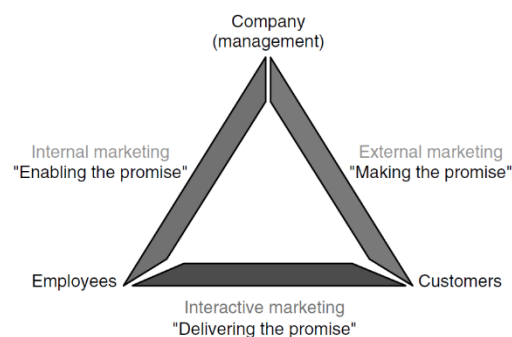 Company
(management)
Internal marketing
"Enabling the promise"
External marketing
"Making the promise"
Employees
Customers
Interactive marketing
"Delivering the promise"